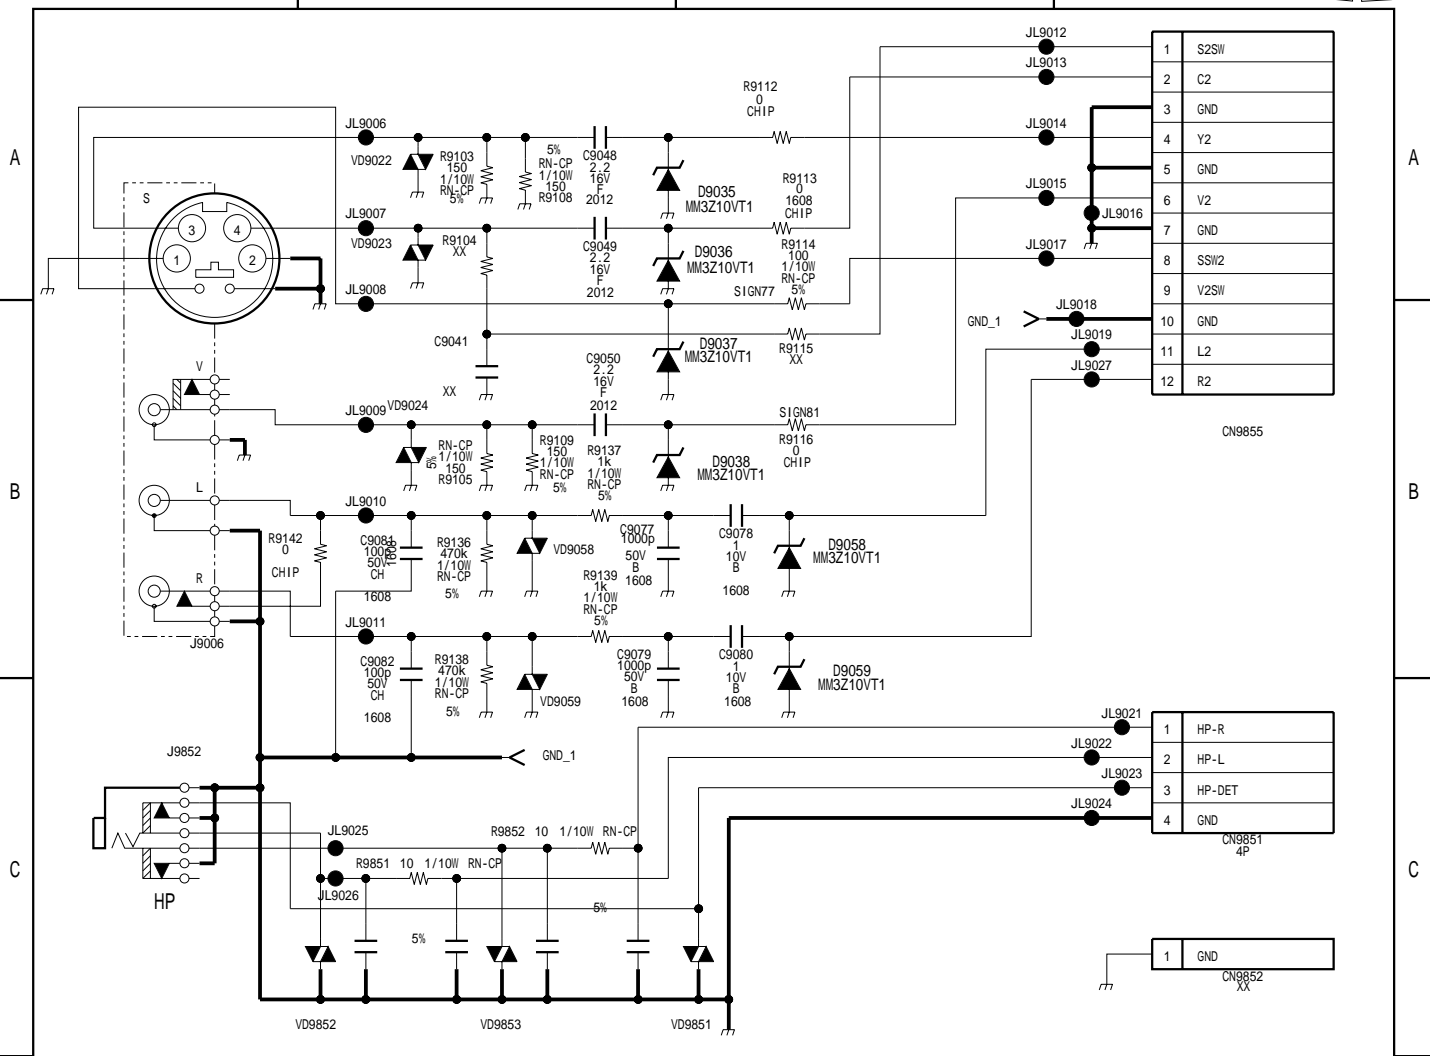 JL9012
JL9013
1 S2SW
2 C2
3 GND
4 Y2
5 GND
6 V2
7 GND
8 SSW2
9 V2SW
10 GND
11 L2
12 R2
CN9855
R9112
0
CHIP
JL9014
JL9015
JL9016
JL9017
JL9018
GND_1
JL9019
JL9027
A
A
JL9006
VD9022
R9103
150
1/10W
RN-CP
5%
5%
RN-CP
1/10W
150
R9108
C9048
2.2
16V
F
2012
D9035
MM3Z10VT1
R9113
0
1608
CHIP
S
3
4
1
2
JL9007
VD9023
R9104
XX
C9049
2.2
16V
F
2012
D9036
MM3Z10VT1
R9114
100
1/10W
RN-CP
5%
SIGN77
JL9008
C9041
XX
R9115
XX
D9037
MM3Z10VT1
C9050
2.2
16V
F
2012
V
JL9009
VD9024
5%
RN-CP
1/10W
150
R9105
R9109
150
1/10W
RN-CP
5%
R9137
1k
1/10W
RN-CP
5%
SIGN81
R9116
0
CHIP
D9038
MM3Z10VT1
B
B
L
JL9010
R9142
0
CHIP
C9081
100p
50V
CH
1608
1608
R9136
470k
1/10W
RN-CP
5%
VD9058
C9077
1000p
50V
B
1608
C9078
1
10V
B
1608
D9058
MM3Z10VT1
R9139
1k
1/10W
RN-CP
5%
R
J9006
JL9011
C9082
100p
50V
CH
1608
R9138
470k
1/10W
RN-CP
5%
VD9059
C9079
1000p
50V
B
1608
C9080
1
10V
B
1608
D9059
MM3Z10VT1
GND_1
J9852
HP
JL9021
JL9022
JL9023
JL9024
1 HP-R
2 HP-L
3 HP-DET
4 GND
CN9851
4P
JL9025
R9852 10 1/10W RN-CP
R9851 10 1/10W RN-CP
JL9026
5%
5%
C
C
VD9852
VD9853
VD9851
1 GND
CN9852
XX